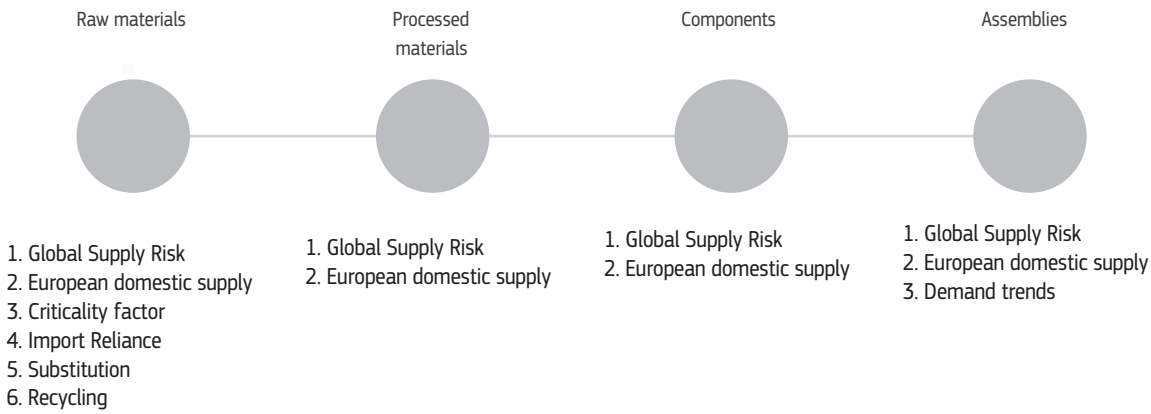 Raw materials
Processed
materials
Components
Assemblies
1. Global Supply Risk
2. European domestic supply
3. Criticality factor
4. Import Reliance
5. Substitution
6. Recycling
1. Global Supply Risk
2. European domestic supply
1. Global Supply Risk
2. European domestic supply
1. Global Supply Risk
2. European domestic supply
3. Demand trends